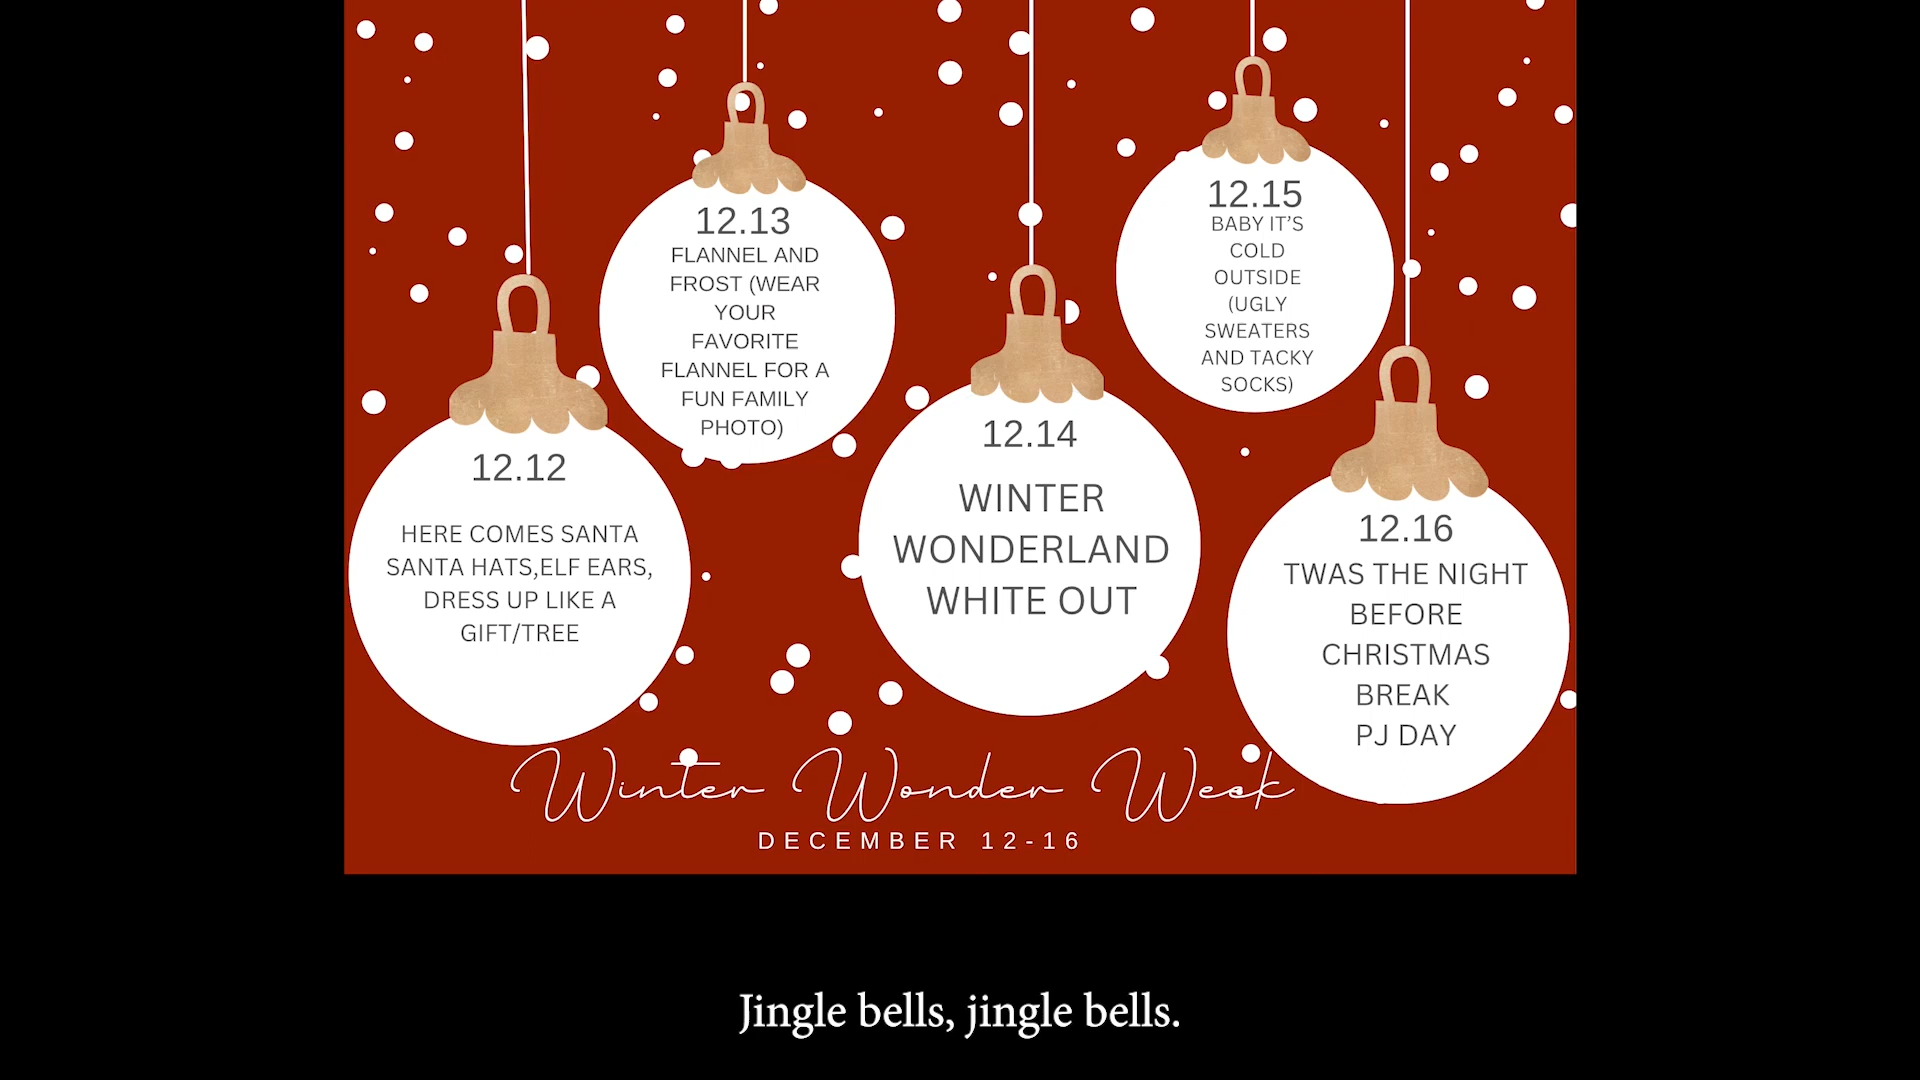 12.12
HERE COMES SANTA
SANTA HATS,ELF EARS,
DRESS UP LIKE A
GIFT/TREE
12.13
FLANNEL AND
FROST (WEAR
YOUR
FAVORITE
FLANNEL FOR A
FUN FAMILY
PHOTO)
12.14
WINTER
WONDERLAND
WHITE OUT
12.15
BABY IT'S
COLD
OUTSIDE
(UGLY
SWEATERS
AND TACKY
SOCKS)
12.16
TWAS THE NIGHT
BEFORE
CHRISTMAS
BREAK
PJ DAY
Winter Wonder Week
DECEMBER 12-16
Jingle bells, jingle bells.